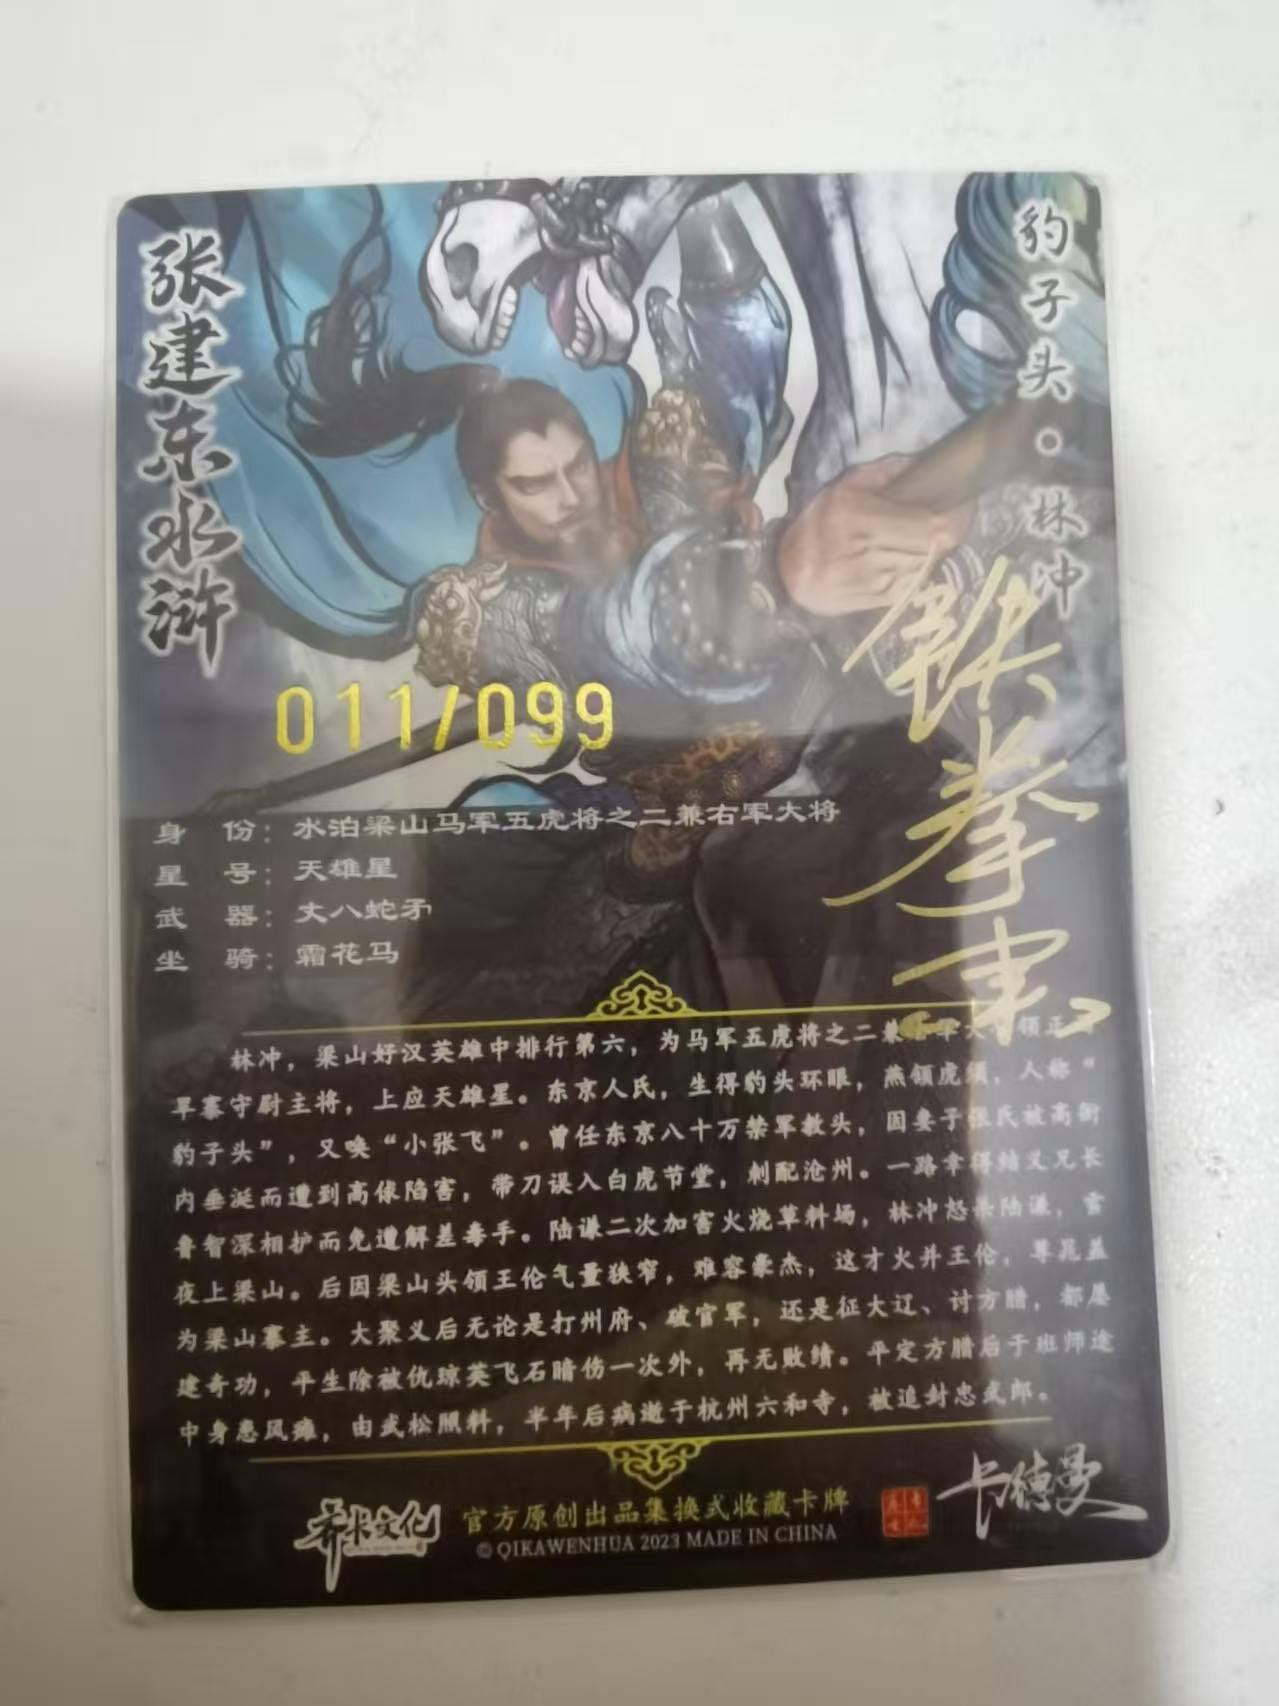 张建东水浒
豹子头·林冲
铁拳
011/099
身 份：水泊梁山马军五虎将之二兼右军大将
星 号：天雄星
武 器：丈八蛇矛
坐 骑：霜花马
林冲，梁山好汉英雄中排行第六，为马军五虎将之二兼 军大 领正
旱寨守尉主将，上应天雄星。东京人氏，生得豹头环眼，燕颔虎须，人称“
豹子头”，又唤“小张飞”。曾任东京八十万禁军教头，因妻子张氏被高衙
内垂涎而遭到高俅陷害，带刀误入白虎节堂，刺配沧州。一路幸得结义兄长
鲁智深相护而免遭解差毒手。陆谦二次加害火烧草料场，林冲怒杀陆谦，雪
夜上梁山。后因梁山头领王伦气量狭窄，难容豪杰，这才火并王伦，尊晁盖
为梁山寨主。大聚义后无论是打州府、破官军，还是征大辽、讨方腊，都屡
建奇功，平生除被仇琼英飞石暗伤一次外，再无败绩。平定方腊后于班师途
中身患风瘫，由武松照料，半年后病逝于杭州六和寺，被追封忠武郎。
齐卡文化
官方原创出品集换式收藏卡牌
© QIKAWENHUA 2023 MADE IN CHINA
卡德曼